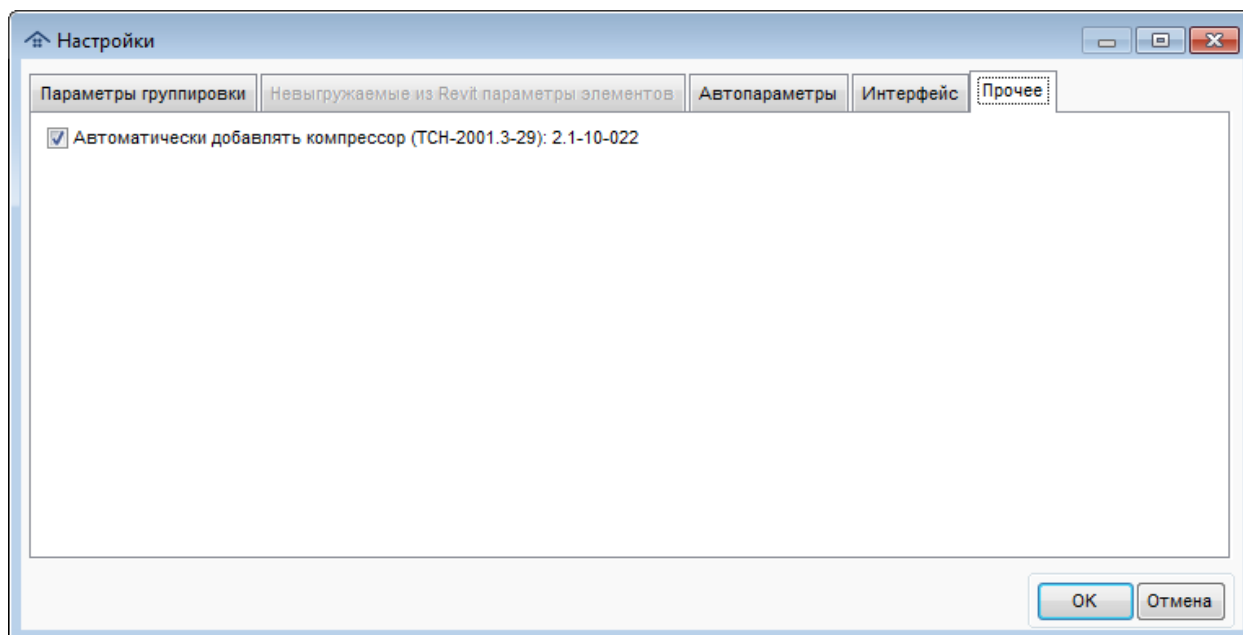 Настройки
Параметры группировки Невыгружаемые из Revit параметры элементов Автопараметры Интерфейс Прочее
Автоматически добавлять компрессор (ТСН-2001.3-29): 2.1-10-022
OK Отмена